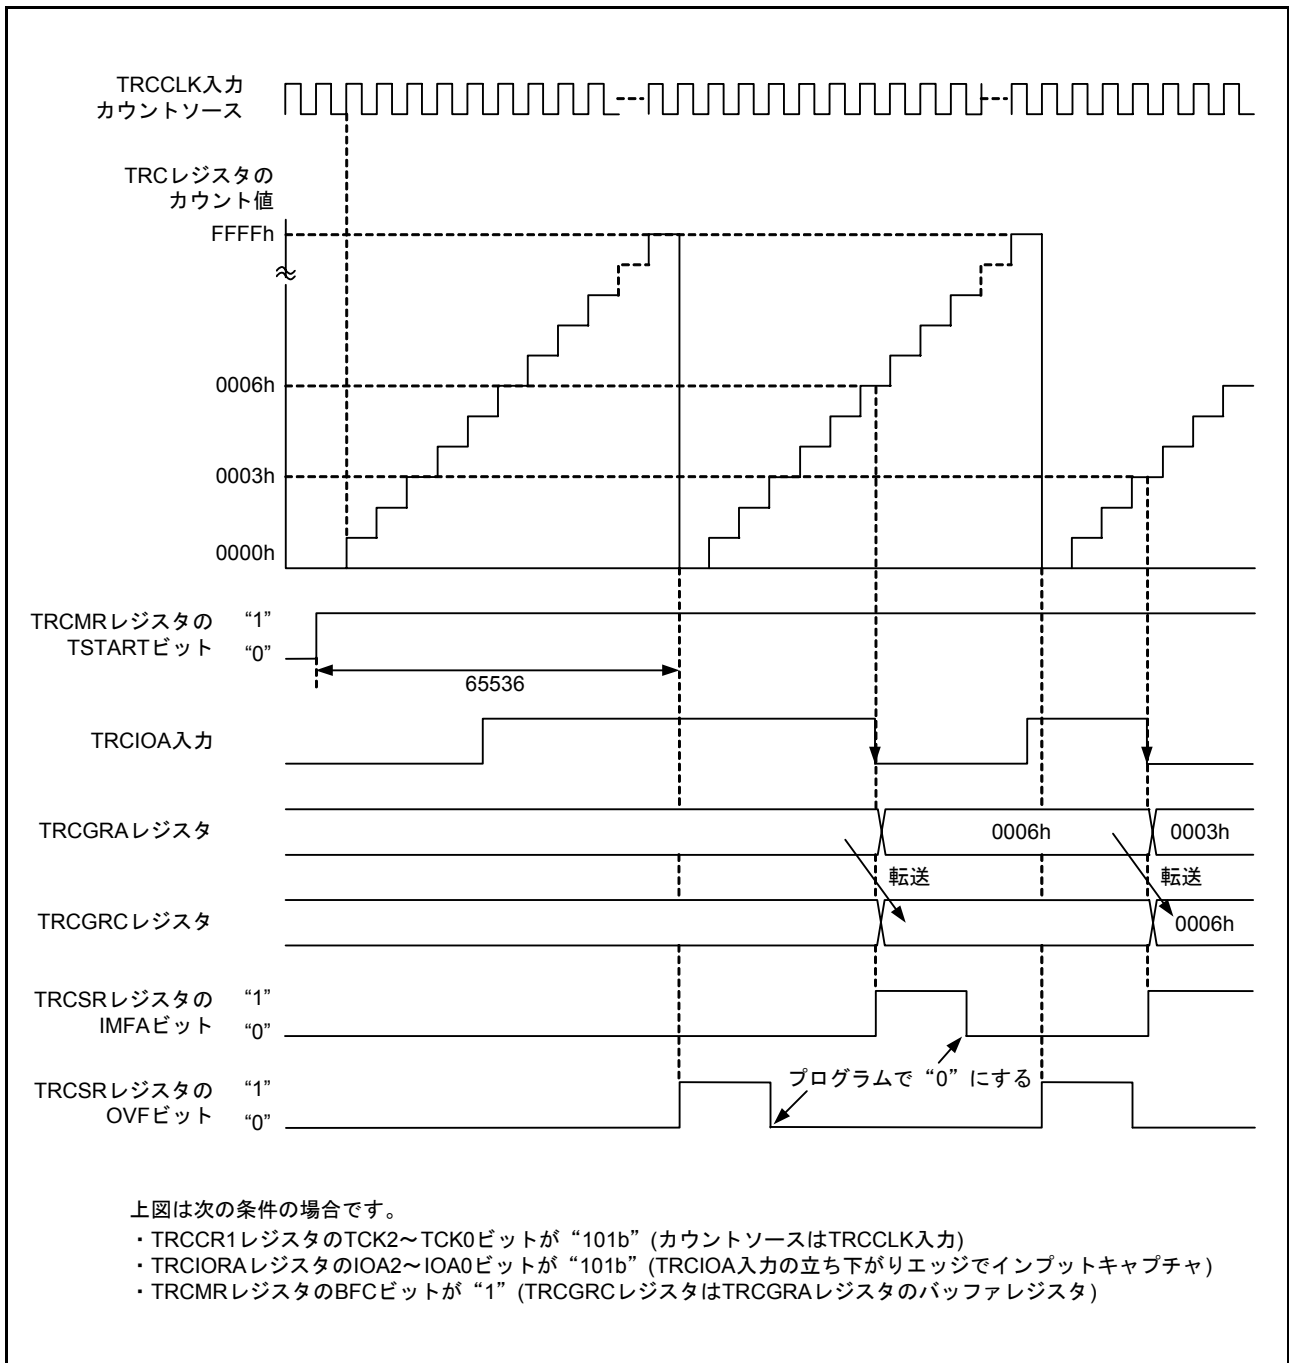 TRCCLK入力
カウントソース
TRCレジスタの
カウント値
FFFFh
0006h
0003h
0000h
TRCMRレジスタの “1”
TSTARTビット “0”
65536
TRCIOA入力
TRCGRAレジスタ 0006h 0003h
転送 転送
TRCGRCレジスタ 0006h
TRCSRレジスタの “1”
IMFAビット “0”
プログラムで“0”にする
TRCSRレジスタの “1”
OVFビット “0”
上図は次の条件の場合です。
・TRCCR1レジスタのTCK2～TCK0ビットが“101b”(カウントソースはTRCCLK入力)
・TRCIORAレジスタのIOA2～IOA0ビットが“101b”(TRCIOA入力の立ち下がりエッジでインプットキャプチャ)
・TRCMRレジスタのBFCビットが“1”(TRCGRCレジスタはTRCGRAレジスタのバッファレジスタ)